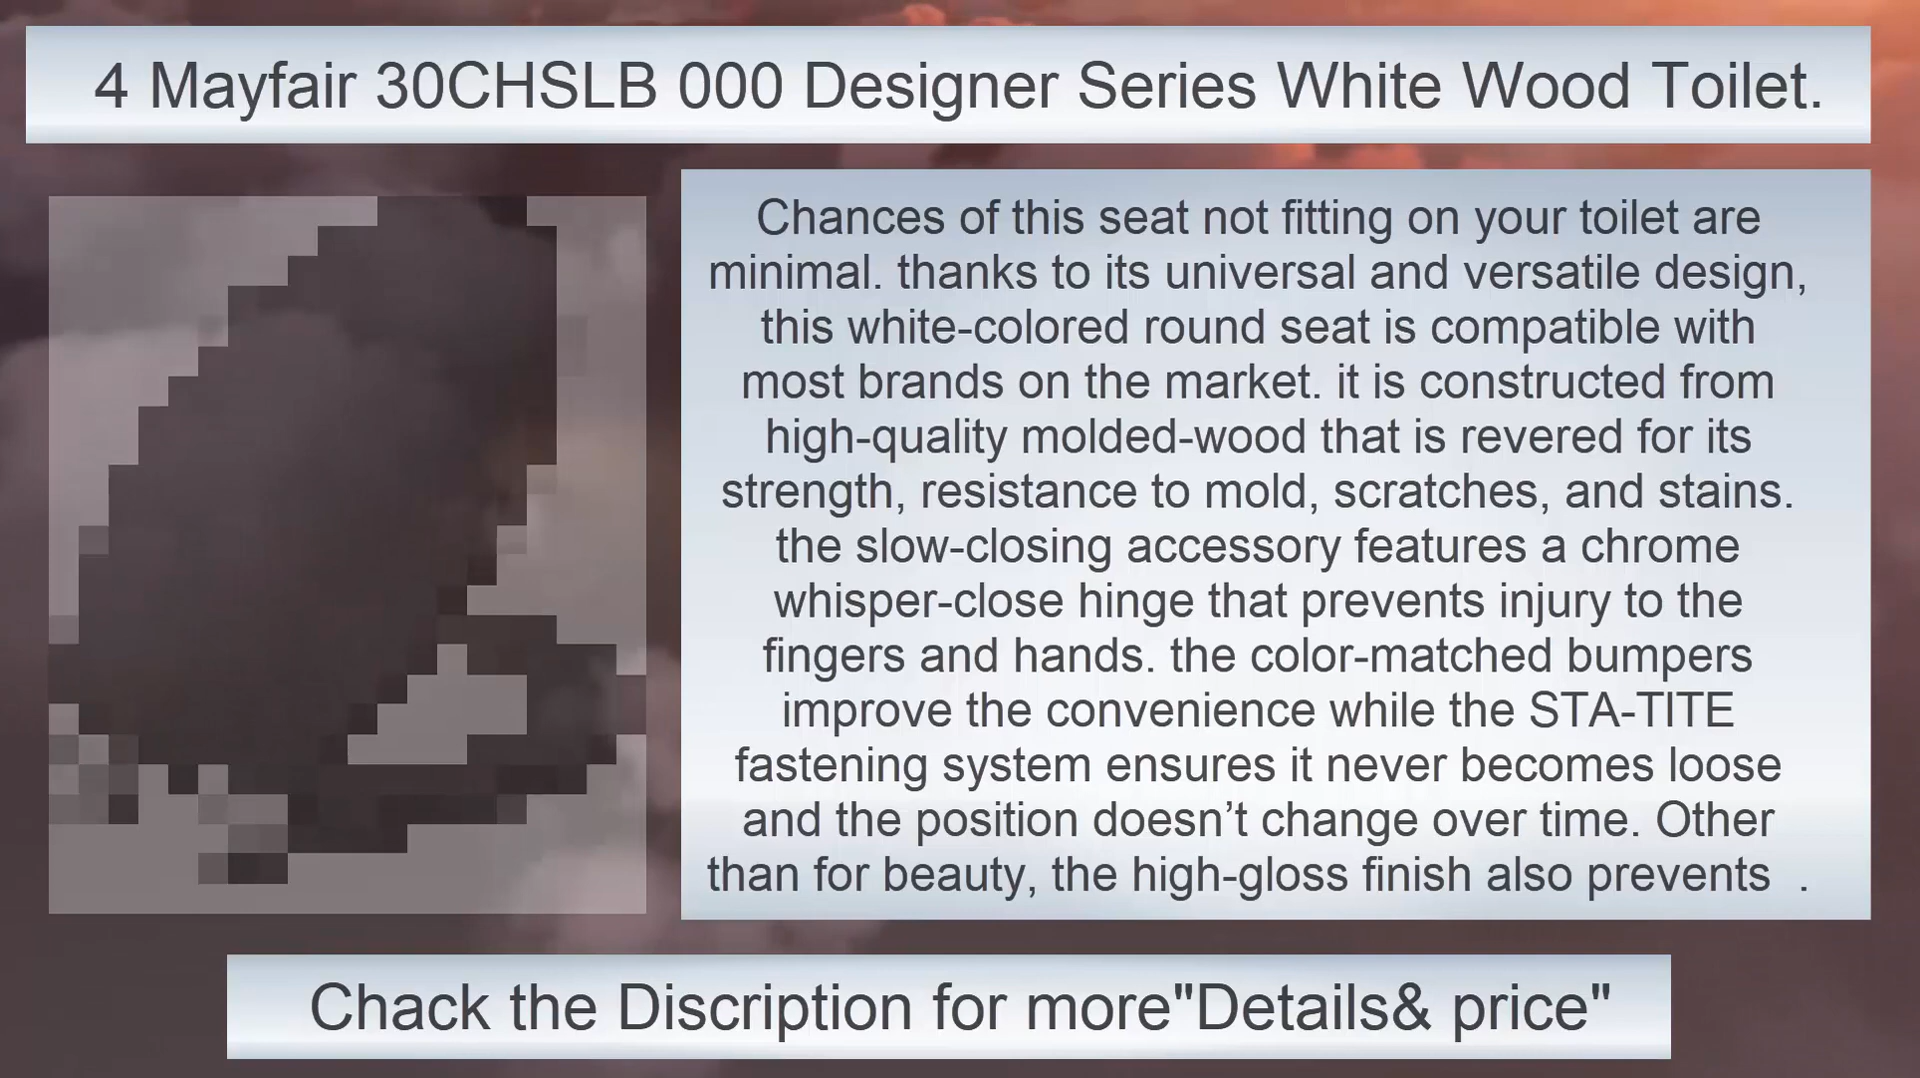 4 Mayfair 30CHSLB 000 Designer Series White Wood Toilet.
Chances of this seat not fitting on your toilet are
minimal. thanks to its universal and versatile design,
this white-colored round seat is compatible with
most brands on the market. it is constructed from
high-quality molded-wood that is revered for its
strength, resistance to mold, scratches, and stains.
the slow-closing accessory features a chrome
whisper-close hinge that prevents injury to the
fingers and hands. the color-matched bumpers
improve the convenience while the STA-TITE
fastening system ensures it never becomes loose
and the position doesn’t change over time. Other
than for beauty, the high-gloss finish also prevents  .
Chack the Discription for more"Details& price"